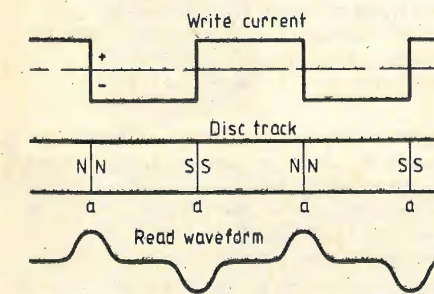 Write current
+
-
Disc track
N N S S N N S S
a a a a
Read waveform